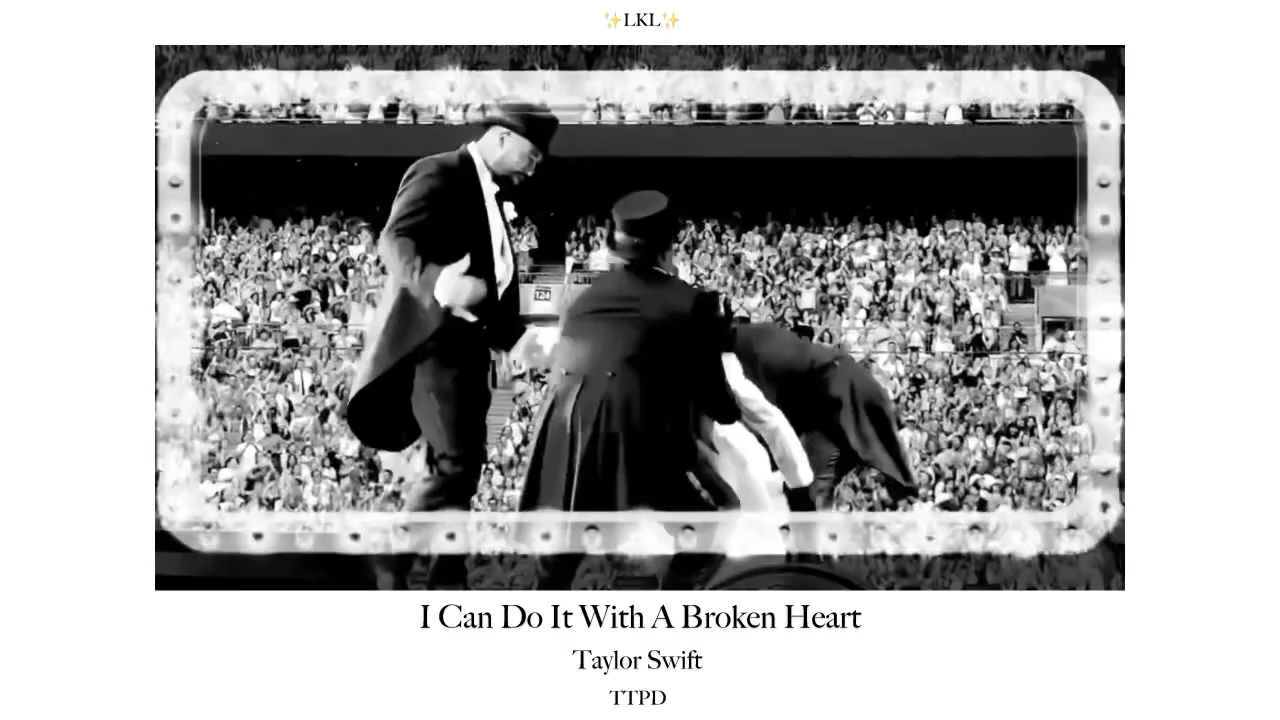 ✨LKL✨
124
I Can Do It With A Broken Heart
Taylor Swift
TTPD